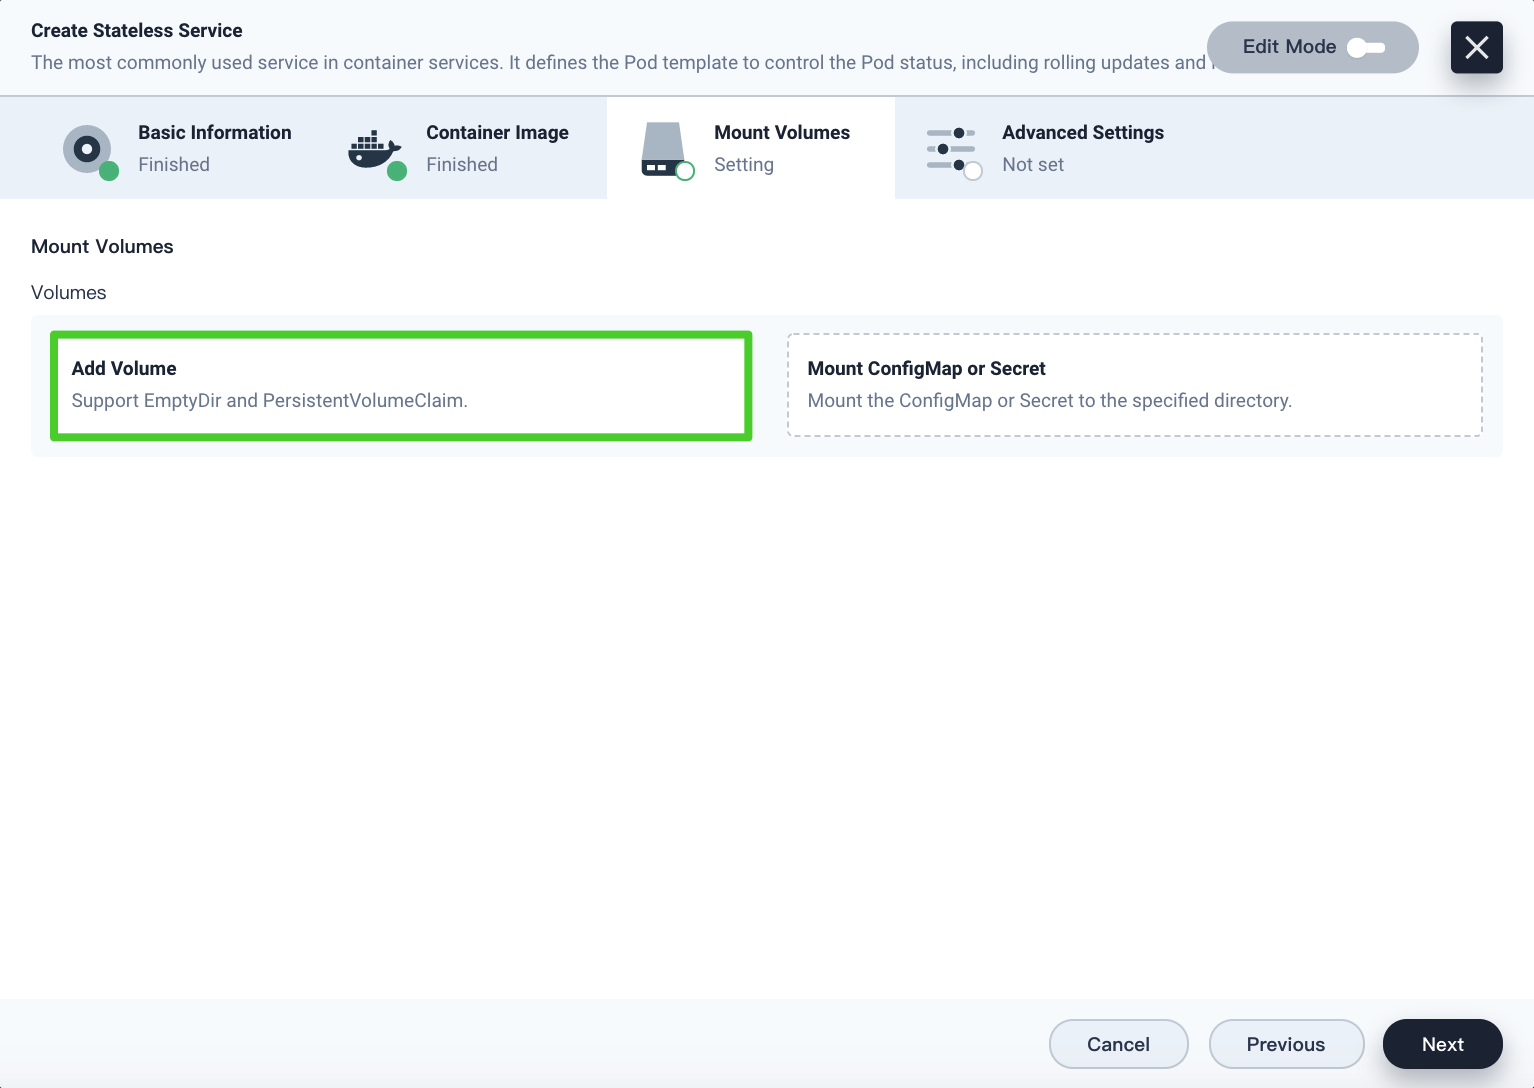 Create Stateless Service
The most commonly used service in container services. It defines the Pod template to control the Pod status, including rolling updates and
Edit Mode
Basic Information
Finished
Container Image
Finished
Mount Volumes
Setting
Advanced Settings
Not set
Mount Volumes
Volumes
Add Volume
Support EmptyDir and PersistentVolumeClaim.
Mount ConfigMap or Secret
Mount the ConfigMap or Secret to the specified directory.
Cancel
Previous
Next